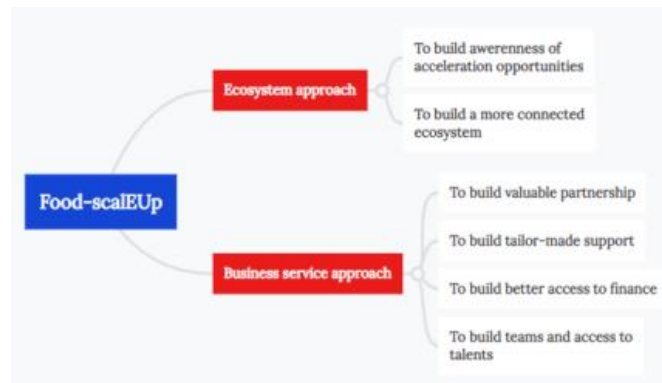 To build awerenness of
acceleration opportunities
Ecosystem approach
To build a more connected
ecosystem
Food-scalEUp
To build valuable partnership
To build tailor-made support
Business service approach
To build better access to finance
To build teams and access to
talents